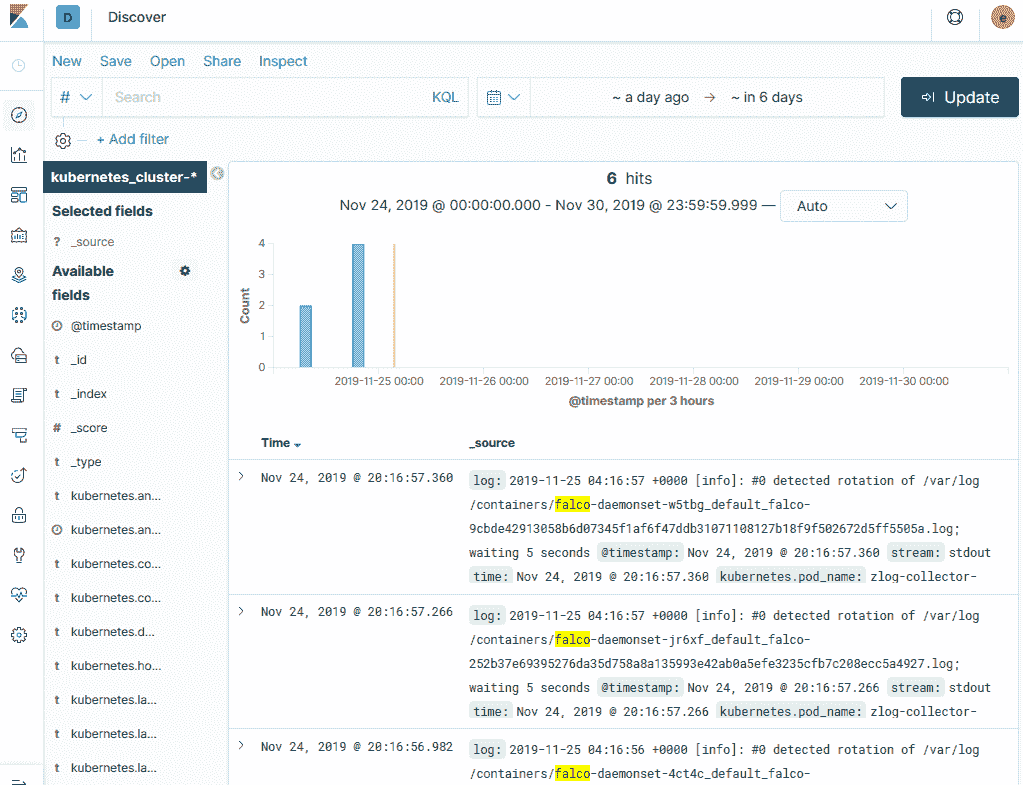 D Discover e
New Save Open Share Inspect
# Search KQL ~ a day ago → ~ in 6 days Update
+ Add filter
kubernetes_cluster-*
Selected fields
? _source
Available
fields
@timestamp
t _id
t _index
# _score
t _type
t kubernetes.an...
kubernetes.an...
t kubernetes.co...
t kubernetes.co...
t kubernetes.d...
t kubernetes.ho...
t kubernetes.la...
t kubernetes.la...
t kubernetes.la...
6 hits
Nov 24, 2019 @ 00:00:00.000 - Nov 30, 2019 @ 23:59:59.999 — Auto
Count
4
3
2
1
0
2019-11-25 00:00 2019-11-26 00:00 2019-11-27 00:00 2019-11-28 00:00 2019-11-29 00:00 2019-11-30 00:00
@timestamp per 3 hours
Time _source
Nov 24, 2019 @ 20:16:57.360 log: 2019-11-25 04:16:57 +0000 [info]: #0 detected rotation of /var/log
/containers/falco-daemonset-w5tbg_default_falco-
9cbde42913058b6d07345f1af6f47ddb31071108127b18f9f502672d5ff5505a.log;
waiting 5 seconds @timestamp: Nov 24, 2019 @ 20:16:57.360 stream: stdout
time: Nov 24, 2019 @ 20:16:57.360 kubernetes.pod_name: zlog-collector-
Nov 24, 2019 @ 20:16:57.266 log: 2019-11-25 04:16:57 +0000 [info]: #0 detected rotation of /var/log
/containers/falco-daemonset-jr6xf_default_falco-
252b37e69395276da35d758a8a135993e42ab0a5efe3235cfb7c208ecc5a4927.log;
waiting 5 seconds @timestamp: Nov 24, 2019 @ 20:16:57.266 stream: stdout
time: Nov 24, 2019 @ 20:16:57.266 kubernetes.pod_name: zlog-collector-
Nov 24, 2019 @ 20:16:56.982 log: 2019-11-25 04:16:56 +0000 [info]: #0 detected rotation of /var/log
/containers/falco-daemonset-4ct4c_default_falco-